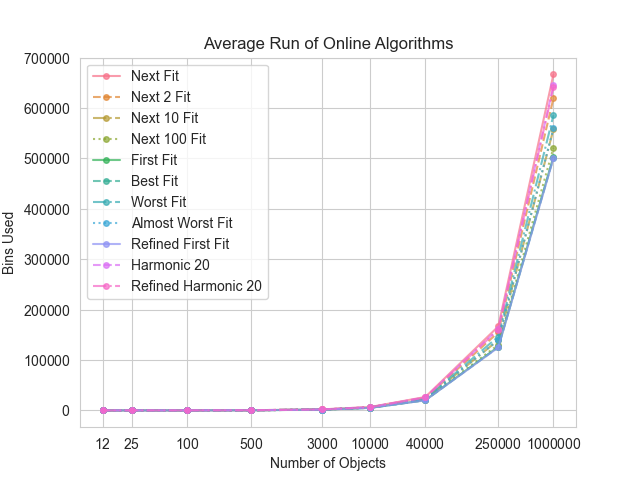 Average Run of Online Algorithms
700000
600000
500000
400000
300000
200000
100000
0
Bins Used
Next Fit
Next 2 Fit
Next 10 Fit
Next 100 Fit
First Fit
Best Fit
Worst Fit
Almost Worst Fit
Refined First Fit
Harmonic 20
Refined Harmonic 20
12 25 100 500 3000 10000 40000 250000 1000000
Number of Objects